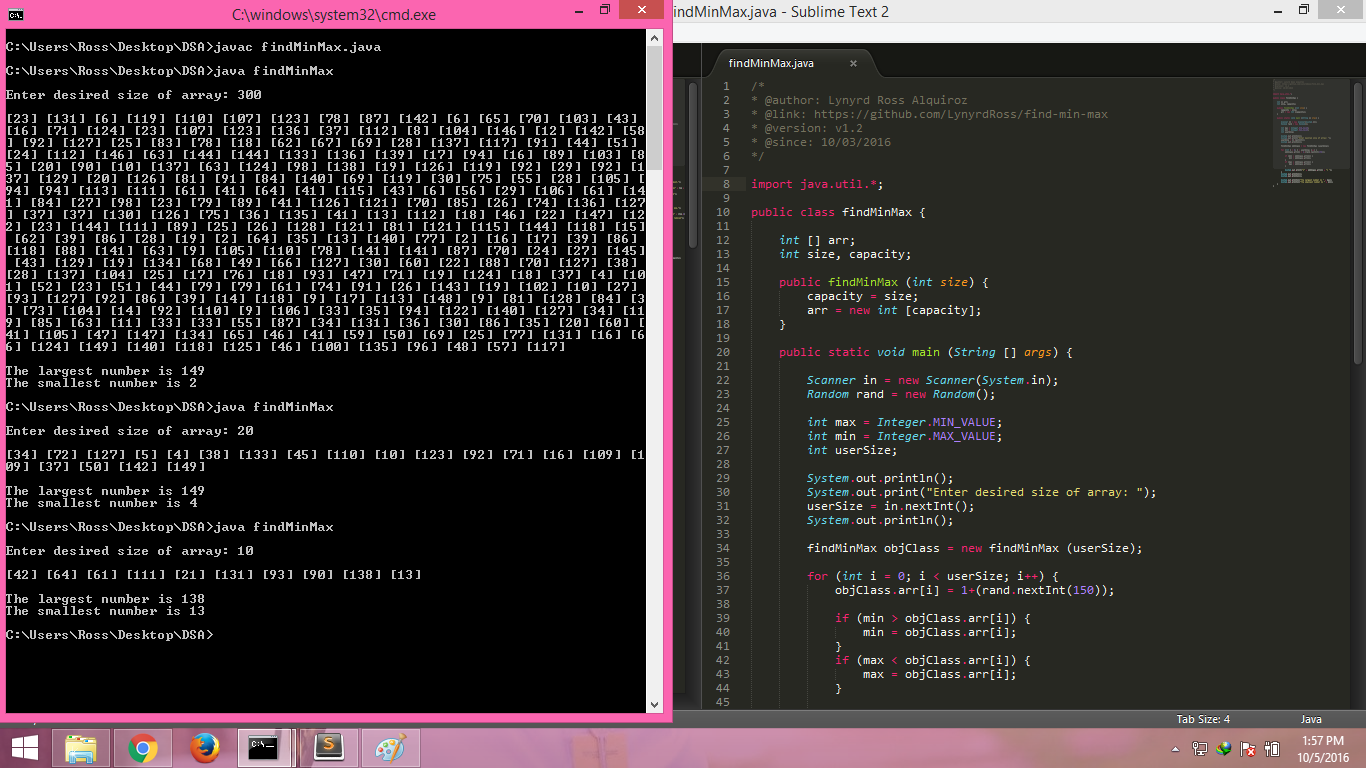 C:\windows\system32\cmd.exe
C:\Users\Ross\Desktop\DSA>javac findMinMax.java
C:\Users\Ross\Desktop\DSA>java findMinMax
Enter desired size of array: 300
[23] [131] [6] [119] [110] [107] [123] [78] [87] [142] [6] [65] [70] [103] [43]
[16] [71] [124] [23] [107] [123] [136] [37] [112] [8] [104] [146] [12] [142] [58
] [92] [127] [25] [83] [78] [18] [62] [67] [69] [28] [137] [117] [91] [44] [51]
[24] [112] [146] [63] [144] [144] [133] [36] [139] [17] [94] [6] [89] [103] [8
5] [20] [90] [10] [137] [63] [124] [98] [138] [19] [126] [119] [92] [29] [92] [1
37] [129] [20] [126] [81] [91] [84] [140] [69] [119] [30] [75] [55] [28] [105] [
94] [94] [113] [111] [61] [41] [64] [41] [115] [43] [6] [56] [29] [106] [10] [14
1] [84] [27] [98] [23] [79] [89] [41] [126] [121] [70] [85] [26] [74] [136] [127
] [37] [37] [130] [126] [75] [36] [135] [41] [13] [112] [18] [46] [22] [147] [12
2] [23] [144] [111] [89] [25] [26] [128] [121] [81] [121] [115] [144] [118] [15]
[62] [39] [86] [28] [19] [2] [64] [35] [13] [140] [77] [2] [16] [17] [39] [86]
[118] [88] [141] [63] [9] [105] [110] [78] [141] [141] [87] [70] [24] [27] [145]
[43] [129] [19] [134] [68] [49] [66] [127] [30] [60] [22] [88] [70] [127] [38]
[28] [137] [104] [25] [17] [76] [18] [93] [47] [71] [19] [124] [18] [37] [4] [10
1] [52] [23] [51] [44] [79] [79] [61] [74] [91] [26] [143] [19] [102] [10] [27]
[93] [127] [92] [86] [39] [14] [118] [9] [17] [113] [148] [9] [81] [128] [84] [3
] [73] [104] [14] [92] [110] [9] [106] [33] [35] [94] [122] [140] [127] [34] [11
9] [85] [63] [11] [33] [33] [55] [87] [34] [131] [36] [30] [86] [35] [20] [60] [
41] [105] [47] [147] [134] [65] [46] [41] [59] [50] [69] [25] [77] [131] [16] [6
6] [124] [149] [140] [118] [125] [46] [100] [135] [96] [48] [57] [117]
The largest number is 149
The smallest number is 2
C:\Users\Ross\Desktop\DSA>java findMinMax
Enter desired size of array: 20
[34] [72] [127] [5] [4] [38] [133] [45] [110] [10] [123] [92] [71] [16] [109] [1
09] [37] [50] [142] [149]
The largest number is 149
The smallest number is 4
C:\Users\Ross\Desktop\DSA>java findMinMax
Enter desired size of array: 10
[42] [64] [61] [111] [21] [131] [93] [90] [138] [13]
The largest number is 138
The smallest number is 13
C:\Users\Ross\Desktop\DSA>
indMinMax.java - Sublime Text 2
findMinMax.java ×
1 /*
2 * @author: Lynyrd Ross Alquiroz
3 * @link: https://github.com/LynyrdRoss/find-min-max
4 * @version: v1.2
5 * @since: 10/03/2016
6 */
7
8 import java.util.*;
9
10 public class findMinMax {
11
12 int [] arr;
13 int size, capacity;
14
15 public findMinMax (int size) {
16 capacity = size;
17 arr = new int [capacity];
18 }
19
20 public static void main (String [] args) {
21
22 Scanner in = new Scanner(System.in);
23 Random rand = new Random();
24
25 int max = Integer.MIN_VALUE;
26 int min = Integer.MAX_VALUE;
27 int userSize;
28
29 System.out.println();
30 System.out.print("Enter desired size of array: ");
31 userSize = in.nextInt();
32 System.out.println();
33
34 findMinMax objClass = new findMinMax (userSize);
35
36 for (int i = 0; i < userSize; i++) {
37 objClass.arr[i] = 1+(rand.nextInt(150));
38
39 if (min > objClass.arr[i]) {
40 min = objClass.arr[i];
41 }
42 if (max < objClass.arr[i]) {
43 max = objClass.arr[i];
44 }
45
Tab Size: 4 Java
1:57 PM
10/5/2016